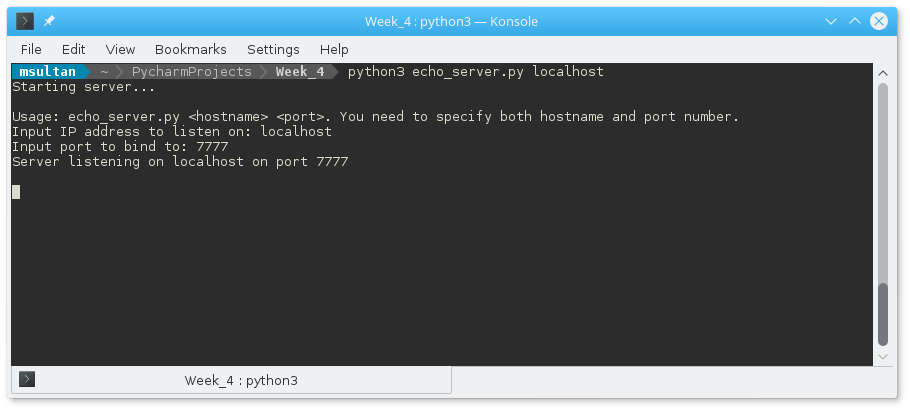 Week_4 : python3 — Konsole
File Edit View Bookmarks Settings Help
msultan ~ PycharmProjects Week_4 python3 echo_server.py localhost
Starting server...
Usage: echo_server.py <hostname> <port>. You need to specify both hostname and port number.
Input IP address to listen on: localhost
Input port to bind to: 7777
Server listening on localhost on port 7777
Week_4 : python3